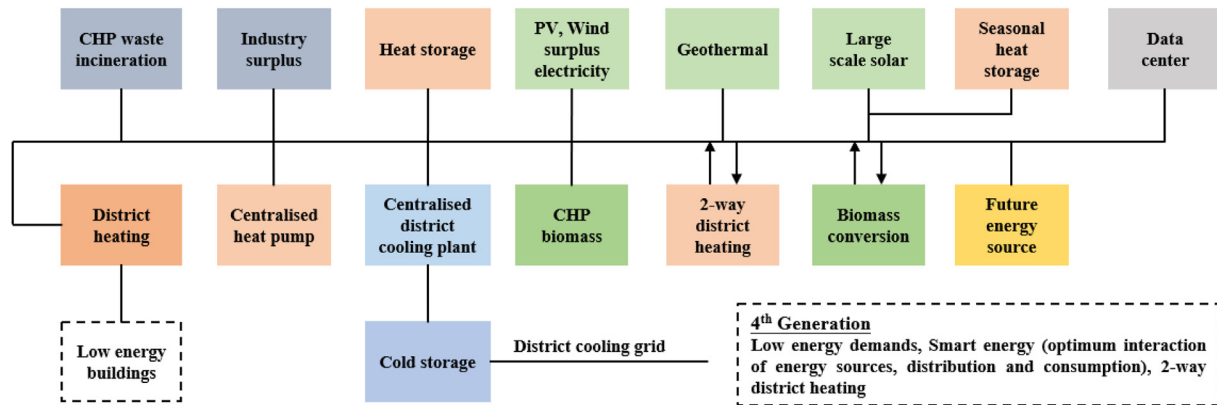 CHP waste
incineration
Industry
surplus
Heat storage
PV, Wind
surplus
electricity
Geothermal
Large
scale solar
Seasonal
heat
storage
Data
center
District
heating
Centralised
heat pump
Centralised
district
cooling plant
CHP
biomass
2-way
district
heating
Biomass
conversion
Future
energy
source
Low energy
buildings
Cold storage
District cooling grid
4th Generation
Low energy demands, Smart energy (optimum interaction
of energy sources, distribution and consumption), 2-way
district heating